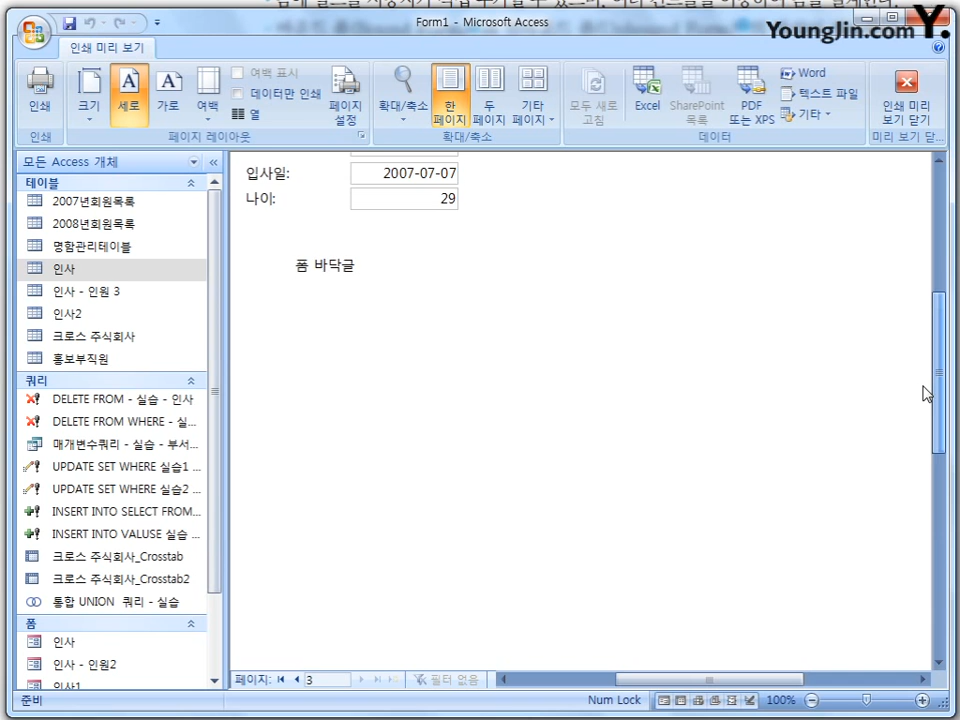 Form1 - Microsoft Access
YoungJin.com Y.
인쇄 미리 보기
인쇄
크기
세로
가로
여백
여백 표시
데이터만 인쇄
열
페이지 설정
확대/축소
한 페이지
두 페이지
기타 페이지
모두 새로 고침
Excel
SharePoint 목록
PDF 또는 XPS
Word
텍스트 파일
기타
인쇄 미리 보기 닫기
인쇄
페이지 레이아웃
확대/축소
데이터
미리 보기 닫...
모든 Access 개체
테이블
2007년회원목록
2008년회원목록
명함관리테이블
인사
인사 - 인원 3
인사2
크로스 주식회사
홍보부직원
쿼리
DELETE FROM - 실습 - 인사
DELETE FROM WHERE - 실...
매개변수쿼리 - 실습 - 부서...
UPDATE SET WHERE 실습1 ...
UPDATE SET WHERE 실습2 ...
INSERT INTO SELECT FROM...
INSERT INTO VALUSE 실습 ...
크로스 주식회사_Crosstab
크로스 주식회사_Crosstab2
통합 UNION 쿼리 - 실습
폼
인사
인사 - 인원2
인사1
입사일: 2007-07-07
나이: 29
폼 바닥글
페이지: 3
필터 없음
준비
Num Lock
100%